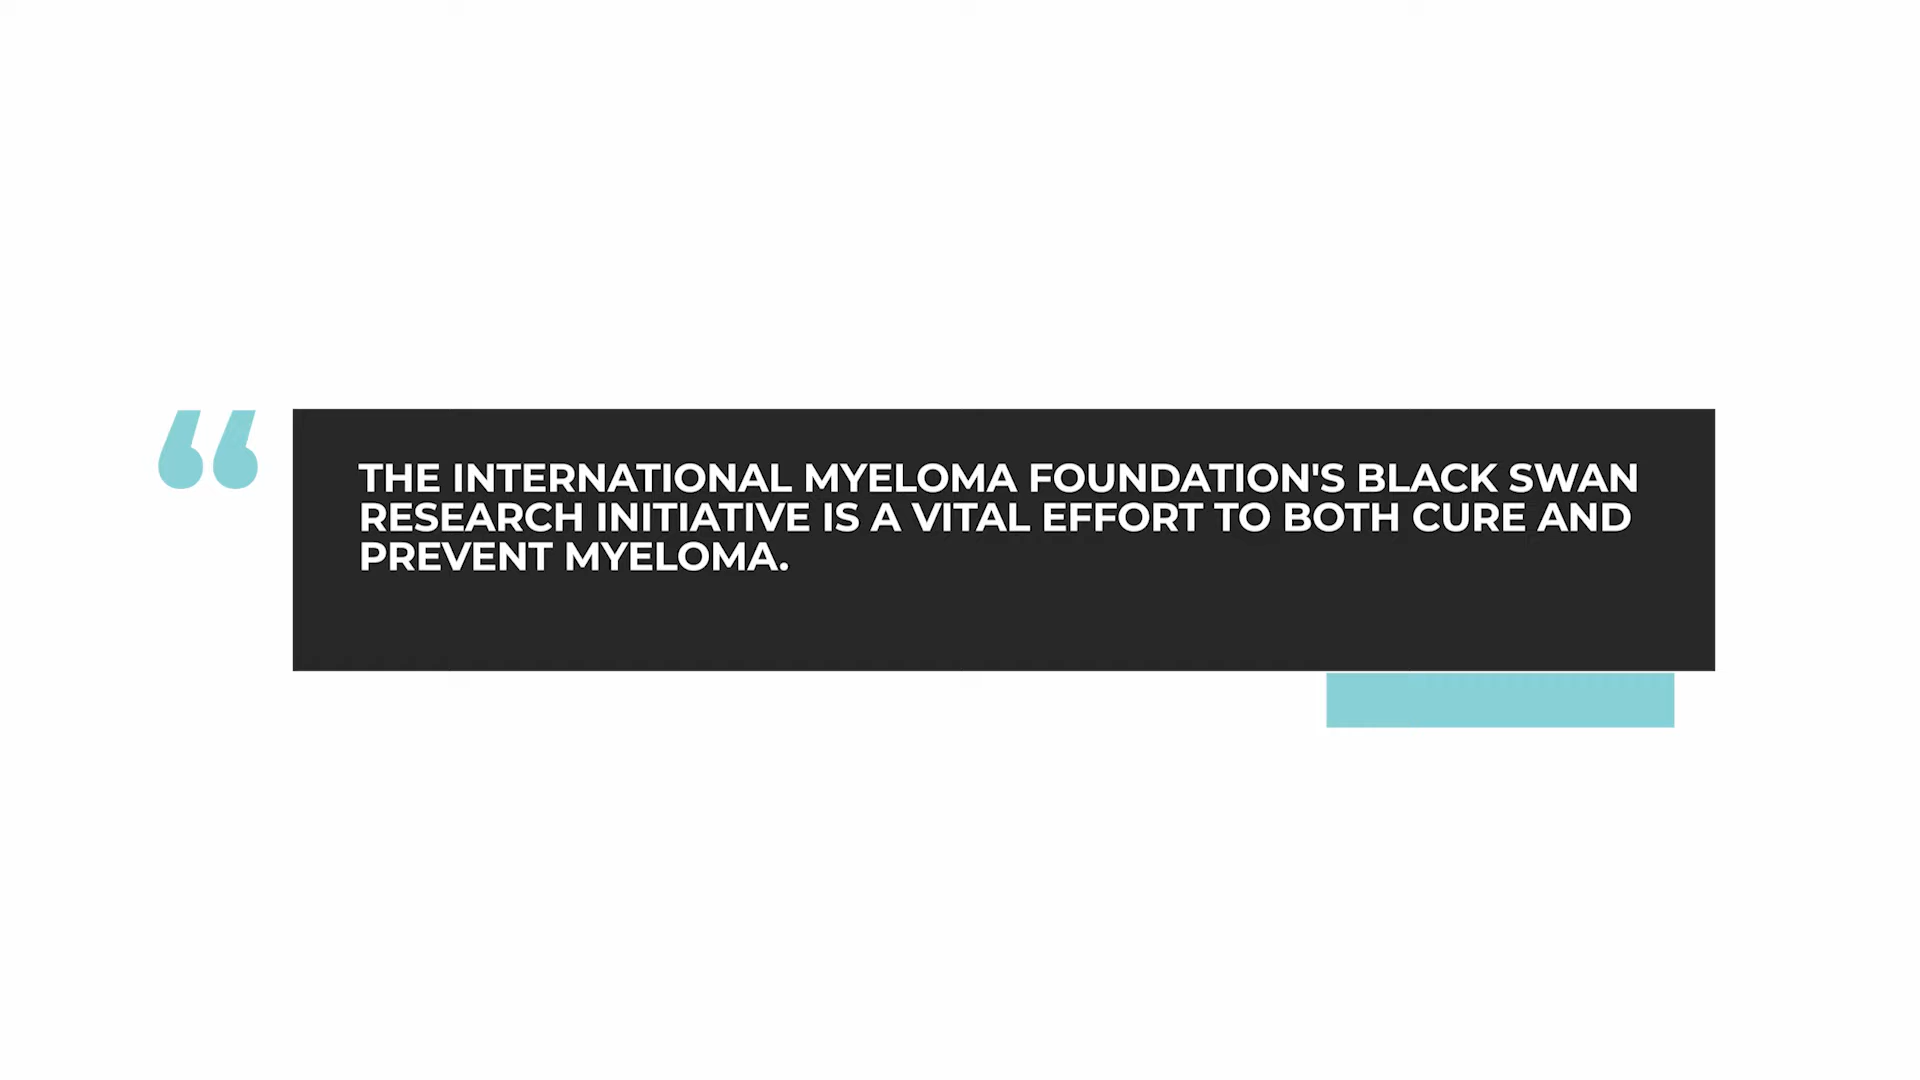 “
THE INTERNATIONAL MYELOMA FOUNDATION'S BLACK SWAN
RESEARCH INITIATIVE IS A VITAL EFFORT TO BOTH CURE AND
PREVENT MYELOMA.